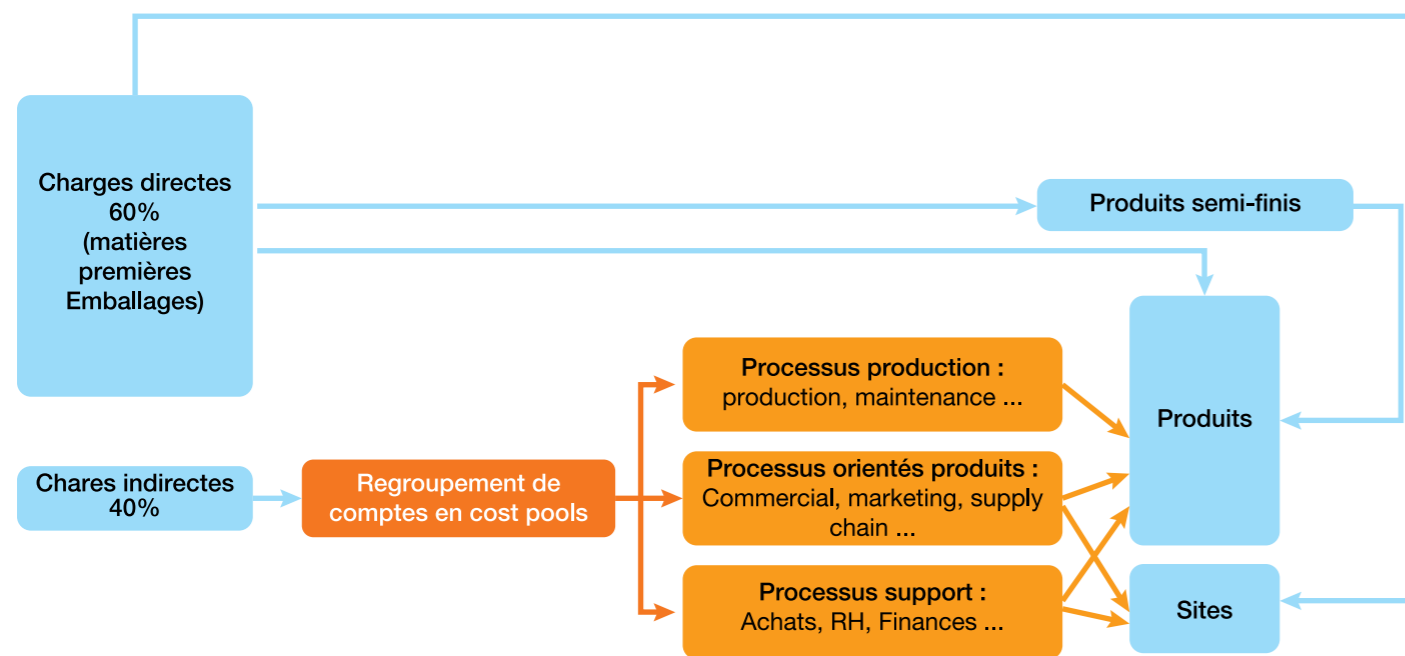 Charges directes
60%
(matières
premières
Emballages)
Produits semi-finis
Processus production :
production, maintenance ...
Produits
Chares indirectes
40%
Regroupement de
comptes en cost pools
Processus orientés produits :
Commercial, marketing, supply
chain ...
Processus support :
Achats, RH, Finances ...
Sites